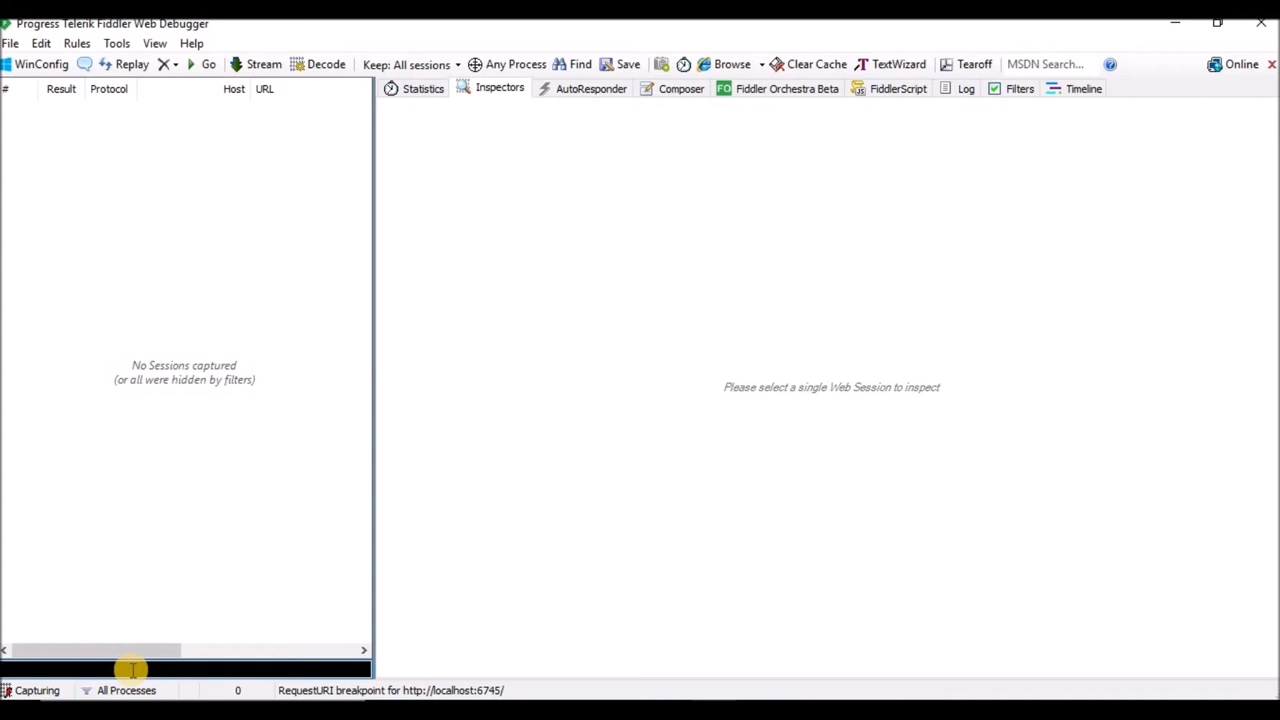 Progress Telerik Fiddler Web Debugger
File Edit Rules Tools View Help
WinConfig Replay Go Stream Decode Keep: All sessions Any Process Find Save Browse Clear Cache TextWizard Tearoff MSDN Search... Online
# Result Protocol Host URL
Statistics Inspectors AutoResponder Composer FO Fiddler Orchestra Beta FiddlerScript Log Filters Timeline
No Sessions captured
(or all were hidden by filters)
Please select a single Web Session to inspect
Capturing All Processes 0 RequestURI breakpoint for http://localhost:6745/